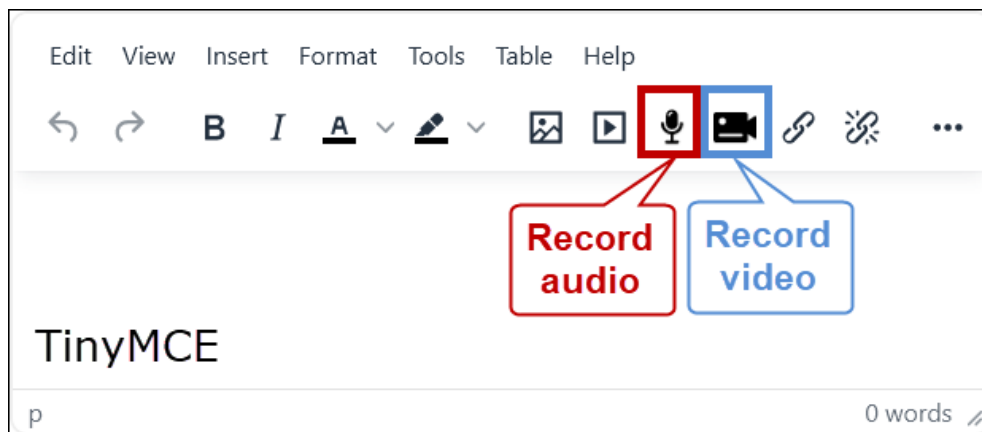 Edit View Insert Format Tools Table Help
B I A
Record
audio
Record
video
TinyMCE
p 0 words